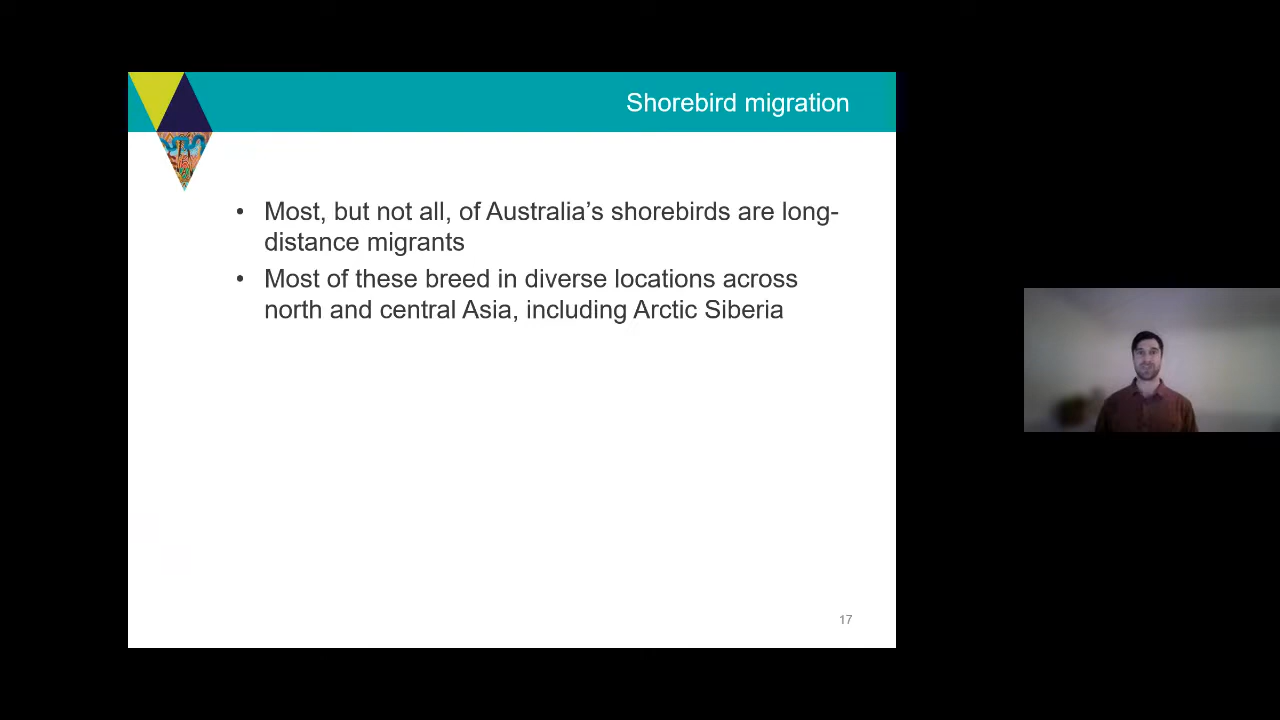 Shorebird migration
• Most, but not all, of Australia’s shorebirds are long-
distance migrants
• Most of these breed in diverse locations across
north and central Asia, including Arctic Siberia
17